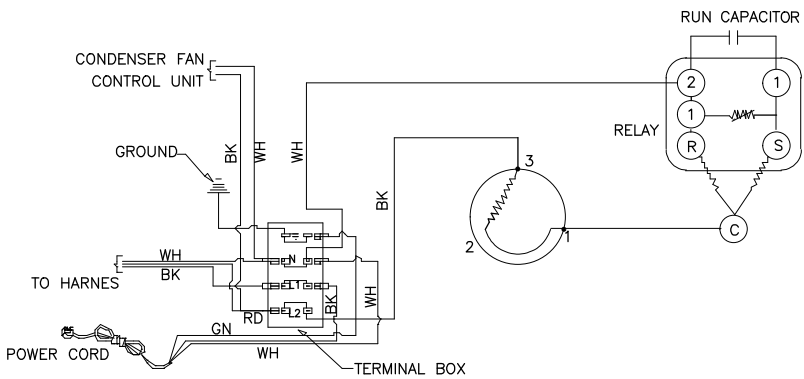 RUN CAPACITOR
CONDENSER FAN
CONTROL UNIT
2
1
1
RELAY
R
S
GROUND
BK
WH
WH
BK
3
2
1
C
WH
BK
TO HARNES
N
L1
L2
RD
BK
WH
GN
WH
POWER CORD
TERMINAL BOX